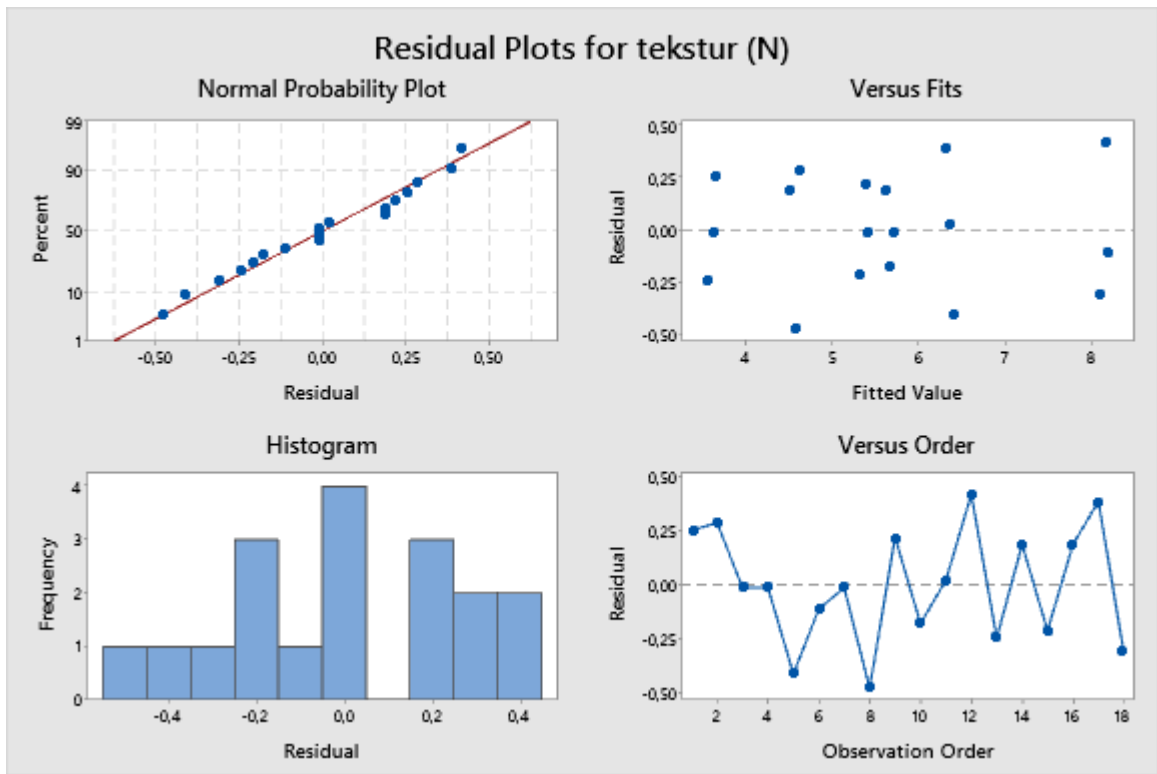 Residual Plots for tekstur (N)
Normal Probability Plot
99
90
50
10
1
Percent
-0,50 -0,25 0,00 0,25 0,50
Residual
Versus Fits
0,50
0,25
0,00
-0,25
-0,50
Residual
4 5 6 7 8
Fitted Value
Histogram
4
3
2
1
0
Frequency
-0,4 -0,2 0,0 0,2 0,4
Residual
Versus Order
0,50
0,25
0,00
-0,25
-0,50
Residual
2 4 6 8 10 12 14 16 18
Observation Order